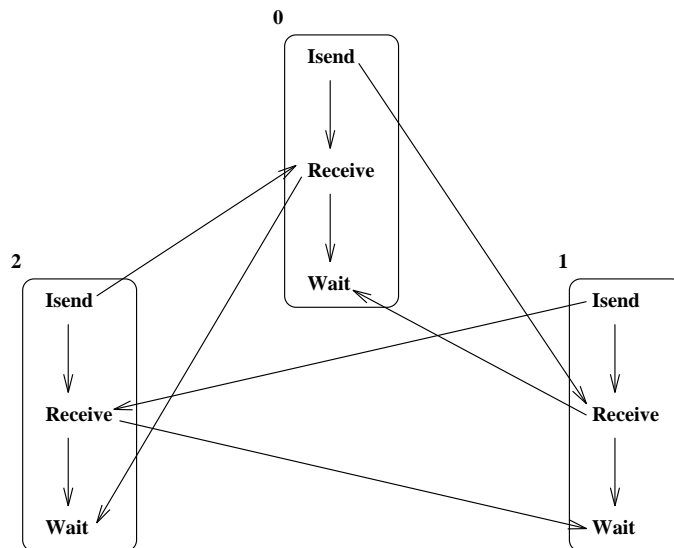 0
Isend
Receive
Wait
2
Isend
Receive
Wait
1
Isend
Receive
Wait